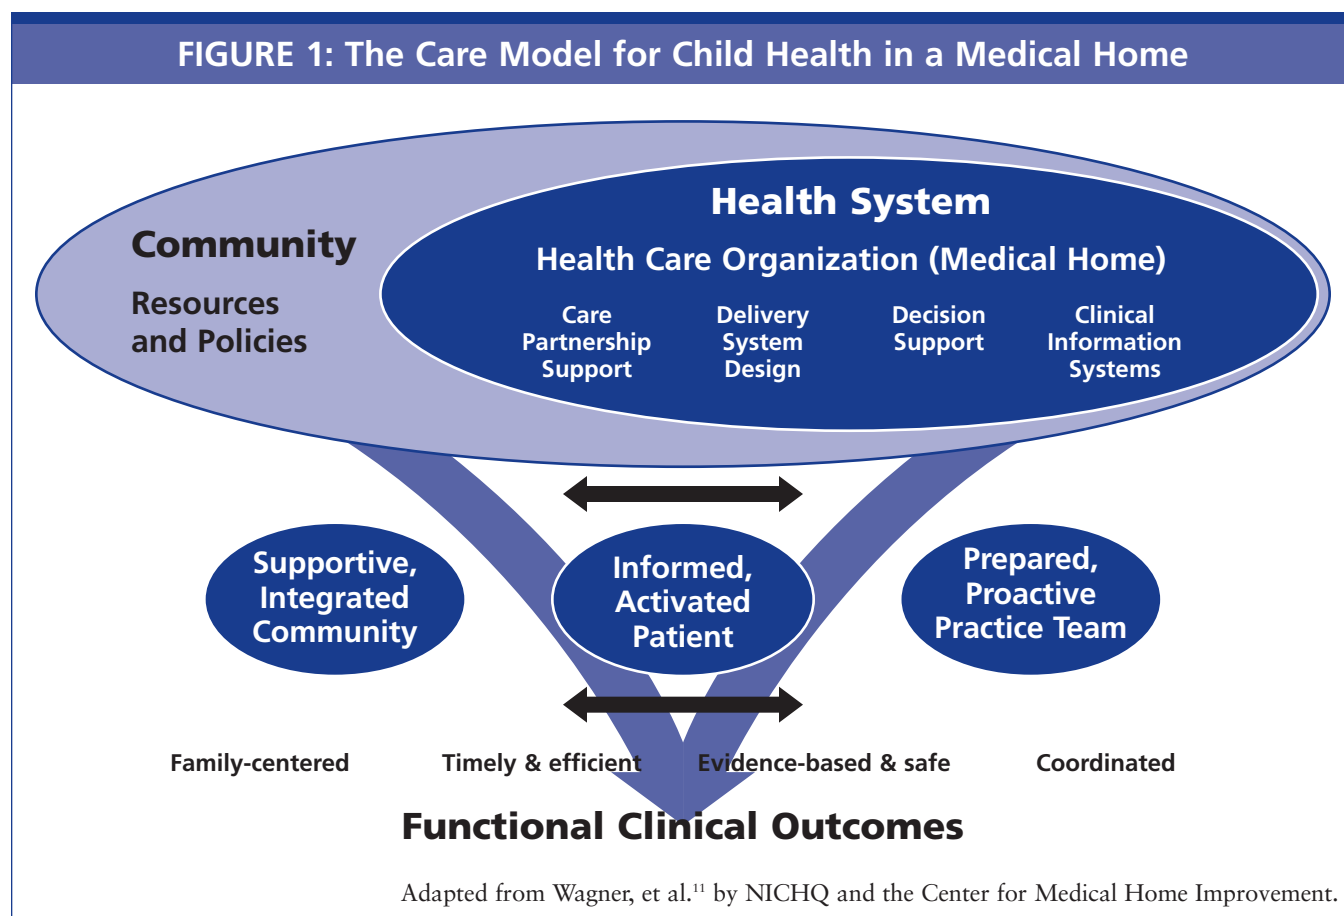 FIGURE 1: The Care Model for Child Health in a Medical Home
Health System
Health Care Organization (Medical Home)
Community
Resources
and Policies
Care
Partnership
Support
Delivery
System
Design
Decision
Support
Clinical
Information
Systems
Supportive,
Integrated
Community
Informed,
Activated
Patient
Prepared,
Proactive
Practice Team
Family-centered
Timely & efficient
Evidence-based & safe
Coordinated
Functional Clinical Outcomes
Adapted from Wagner, et al.¹¹ by NICHQ and the Center for Medical Home Improvement.